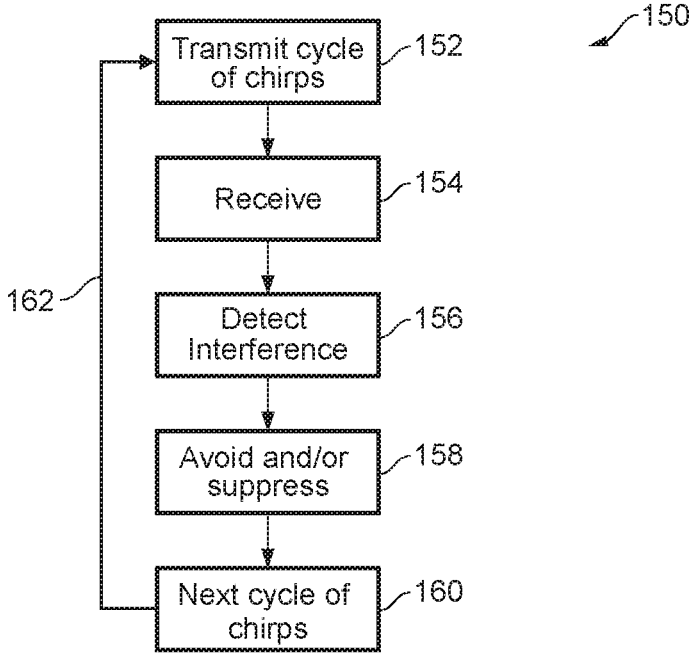 150
Transmit cycle
of chirps
152
Receive
154
162
Detect
Interference
156
Avoid and/or
suppress
158
Next cycle of
chirps
160